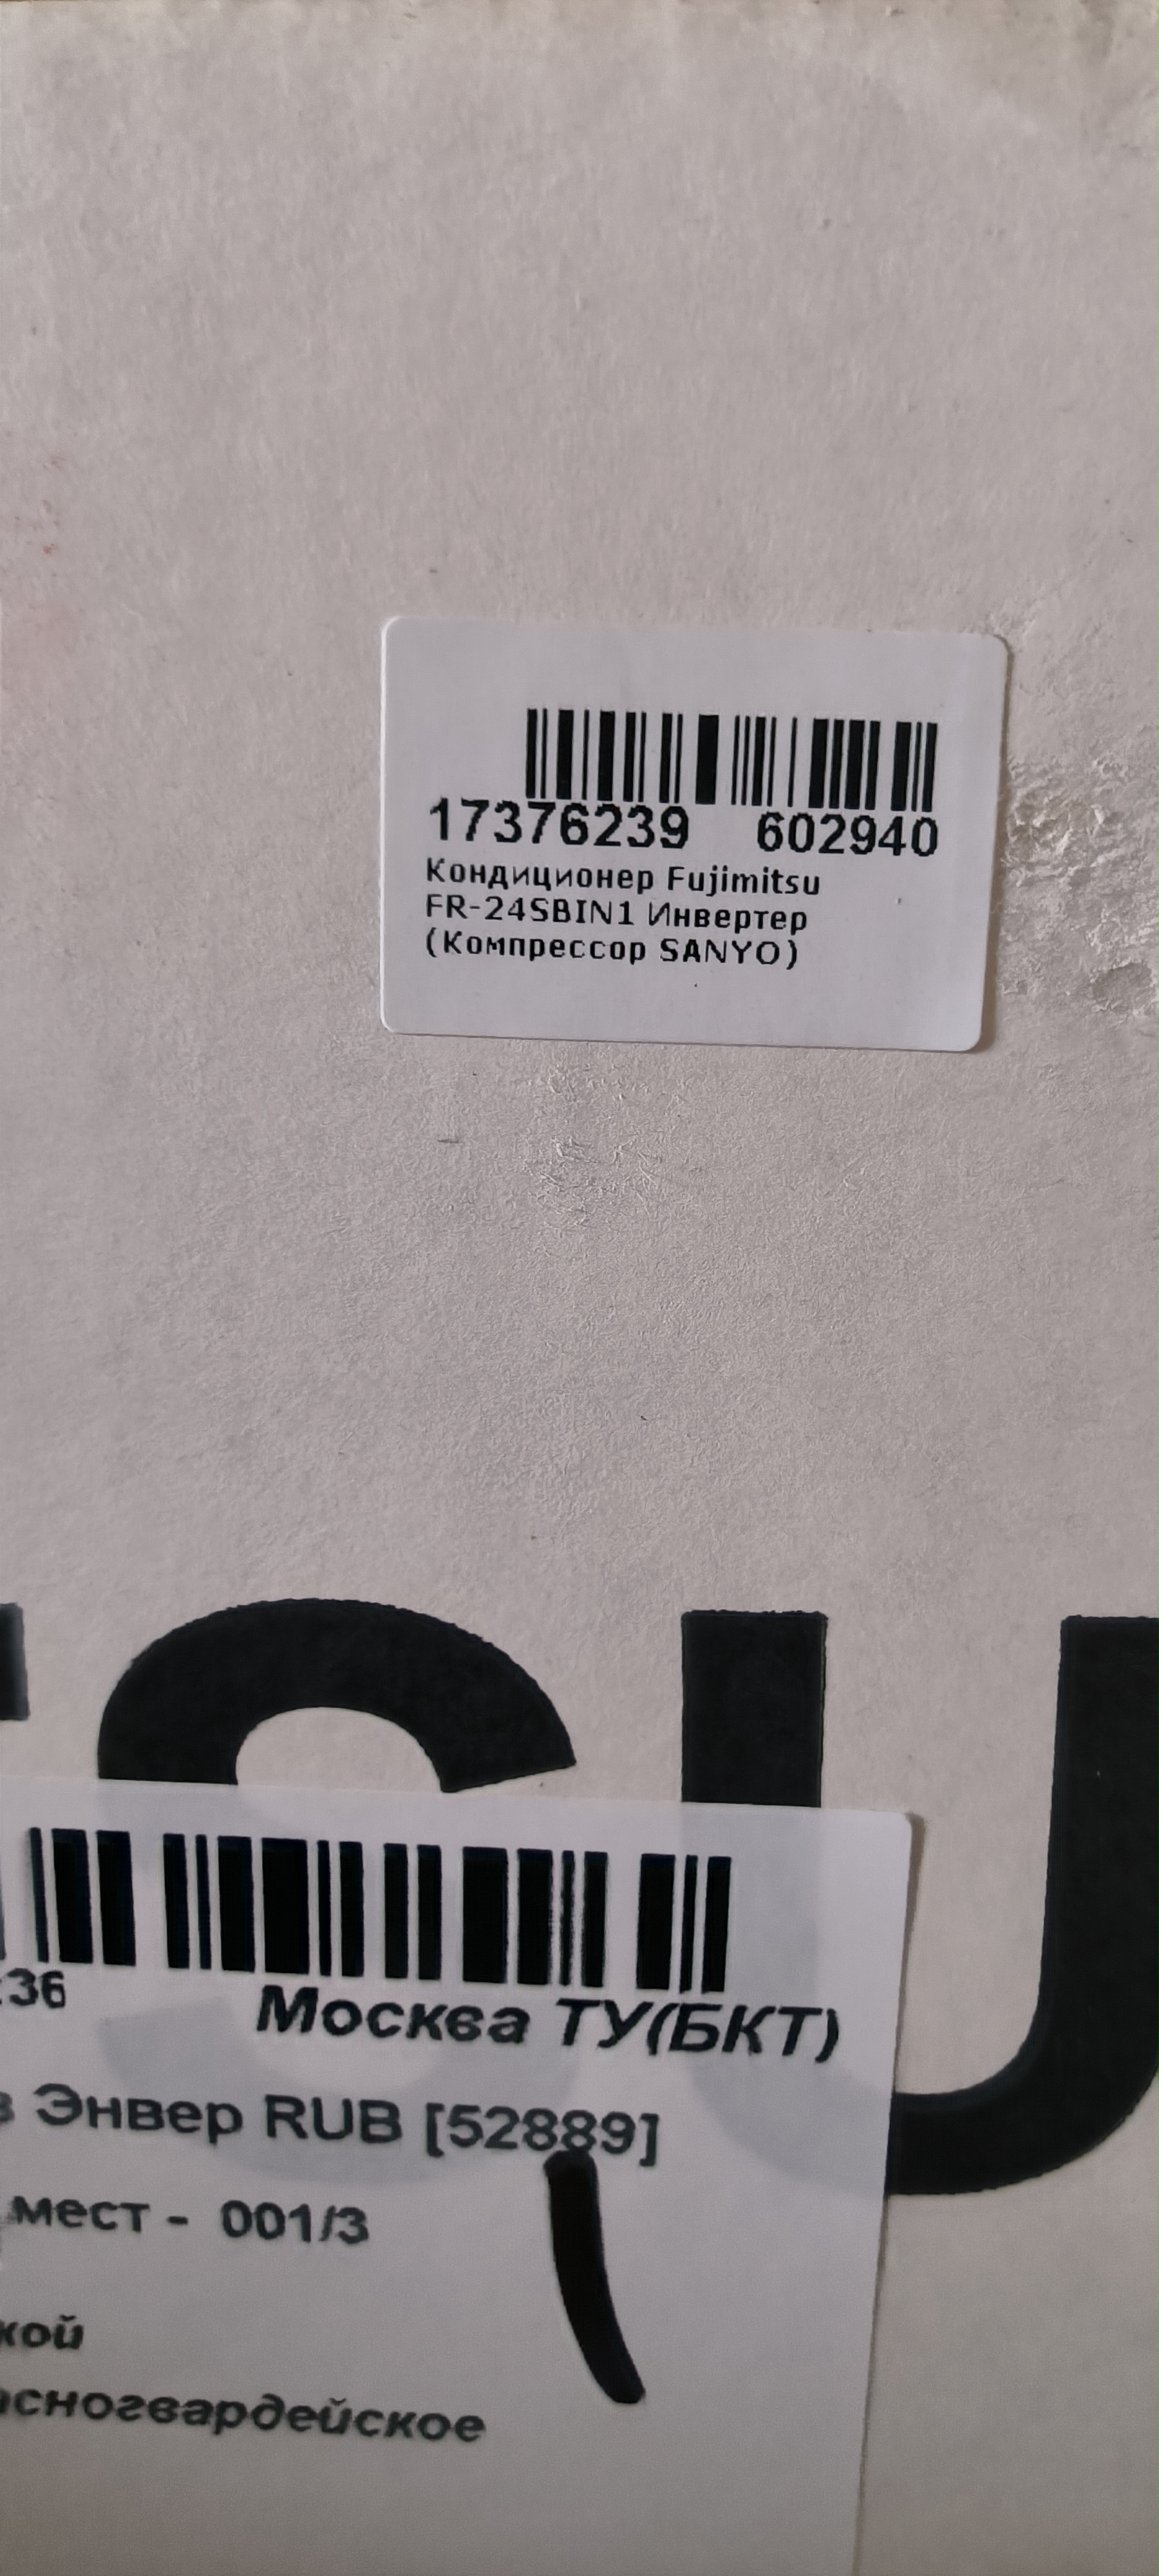 17376239 602940
Кондиционер Fujimitsu
FR-24SBIN1 Инвертер
(Компрессор SANYO)
SU
:36 Москва ТУ(БКТ)
в Энвер RUB [52889]
мест - 001/3
кой
асногвардейское